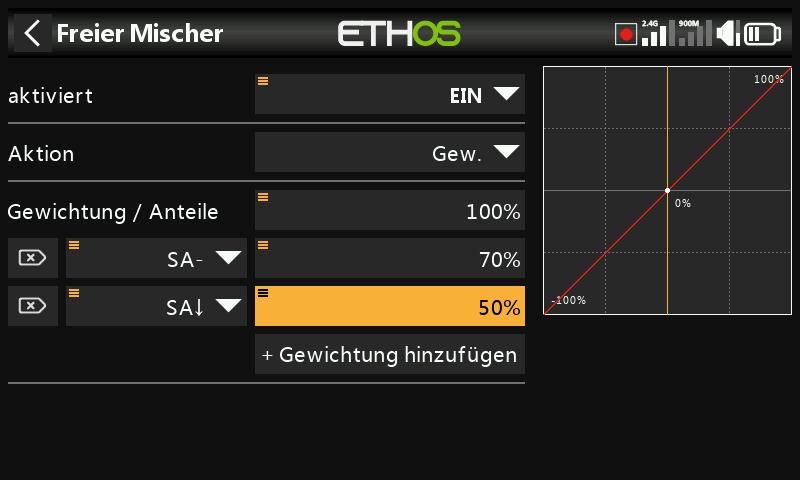 Freier Mischer ETHOS 2.4G 900M
aktiviert EIN
Aktion Gew.
Gewichtung / Anteile 100%
SA- 70%
SA↓ 50%
+ Gewichtung hinzufügen
100%
0%
-100%